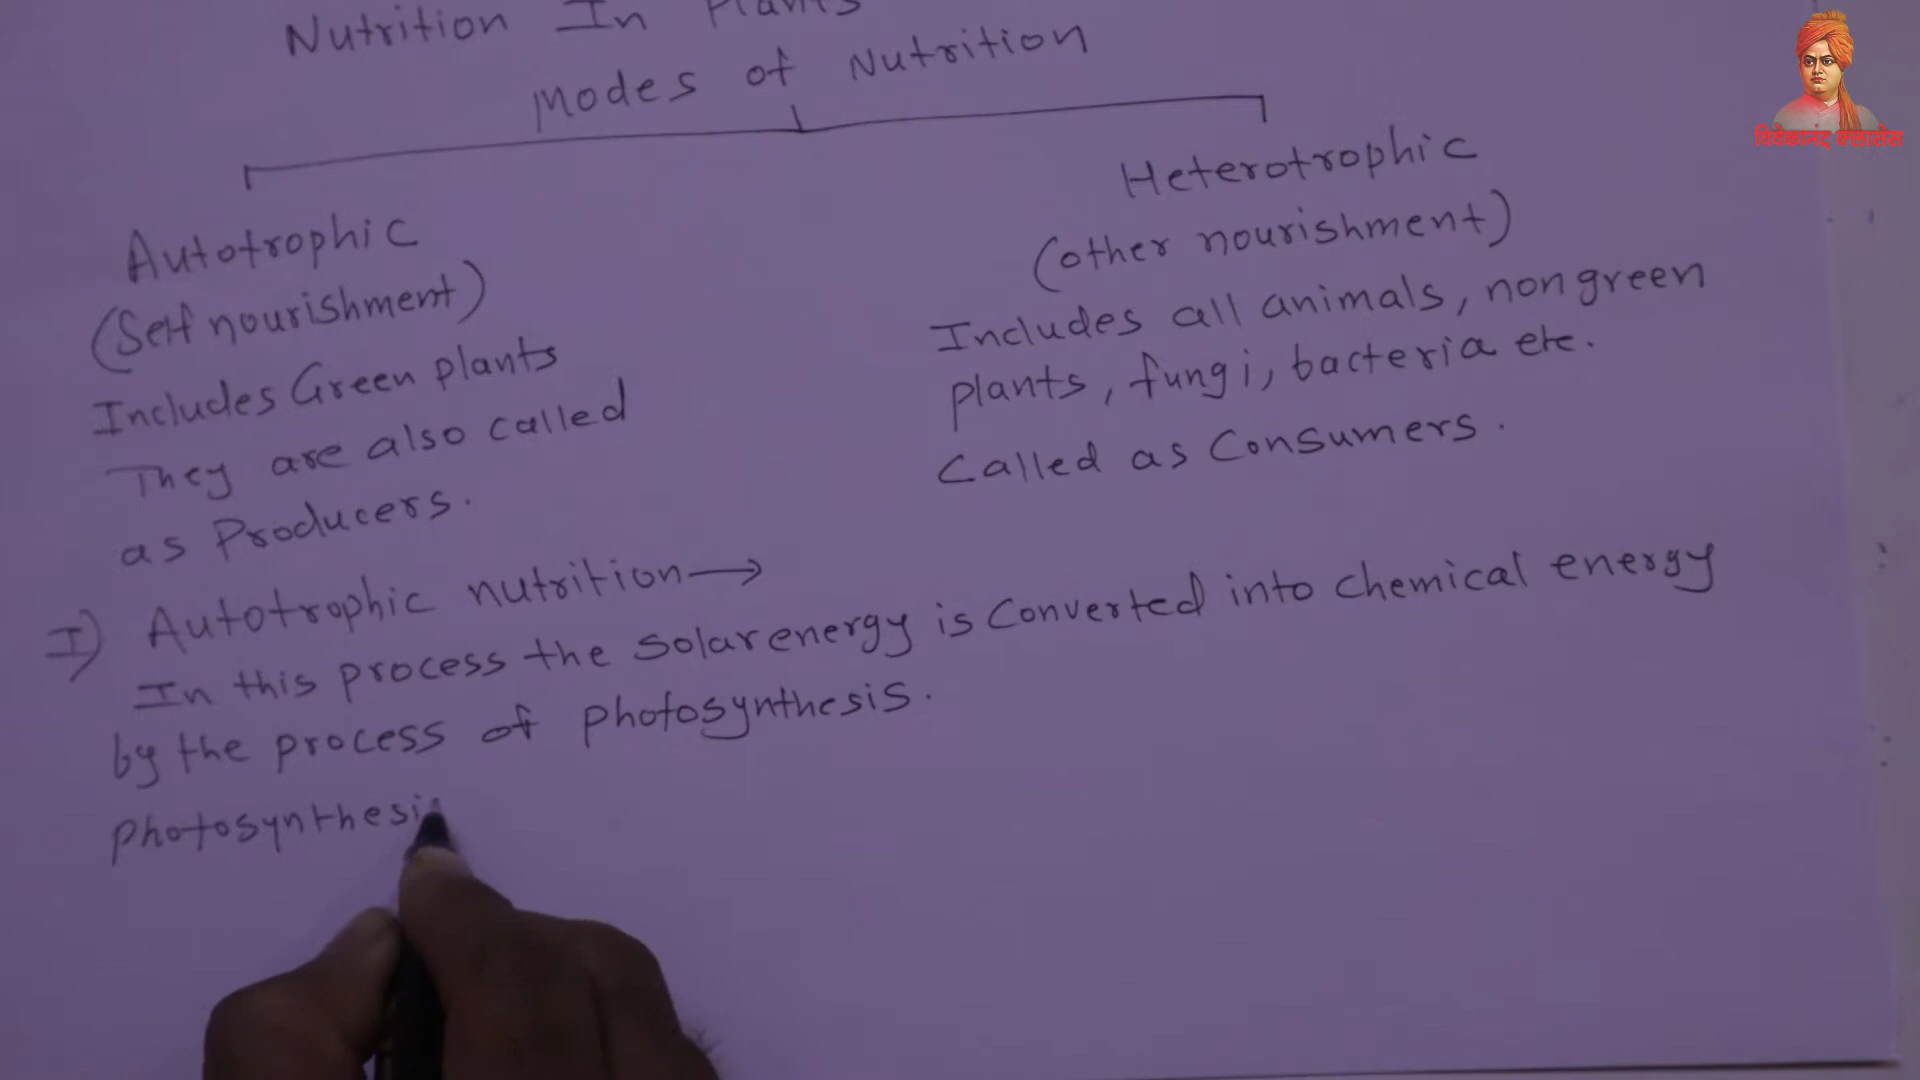 Nutrition In Plants
Modes of Nutrition
विवेकानंद क्लासेस
Autotrophic
(Self nourishment)
Includes Green plants
They are also called
as Producers.
Heterotrophic
(other nourishment)
Includes all animals, non green
plants, fungi, bacteria etc.
Called as Consumers.
I) Autotrophic nutrition→
In this process the solar energy is Converted into chemical energy
by the process of photosynthesis.
photosynthesi